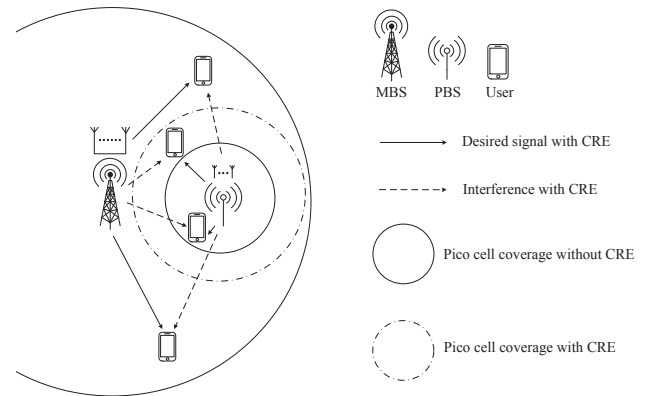 MBS PBS User
Desired signal with CRE
Interference with CRE
Pico cell coverage without CRE
Pico cell coverage with CRE